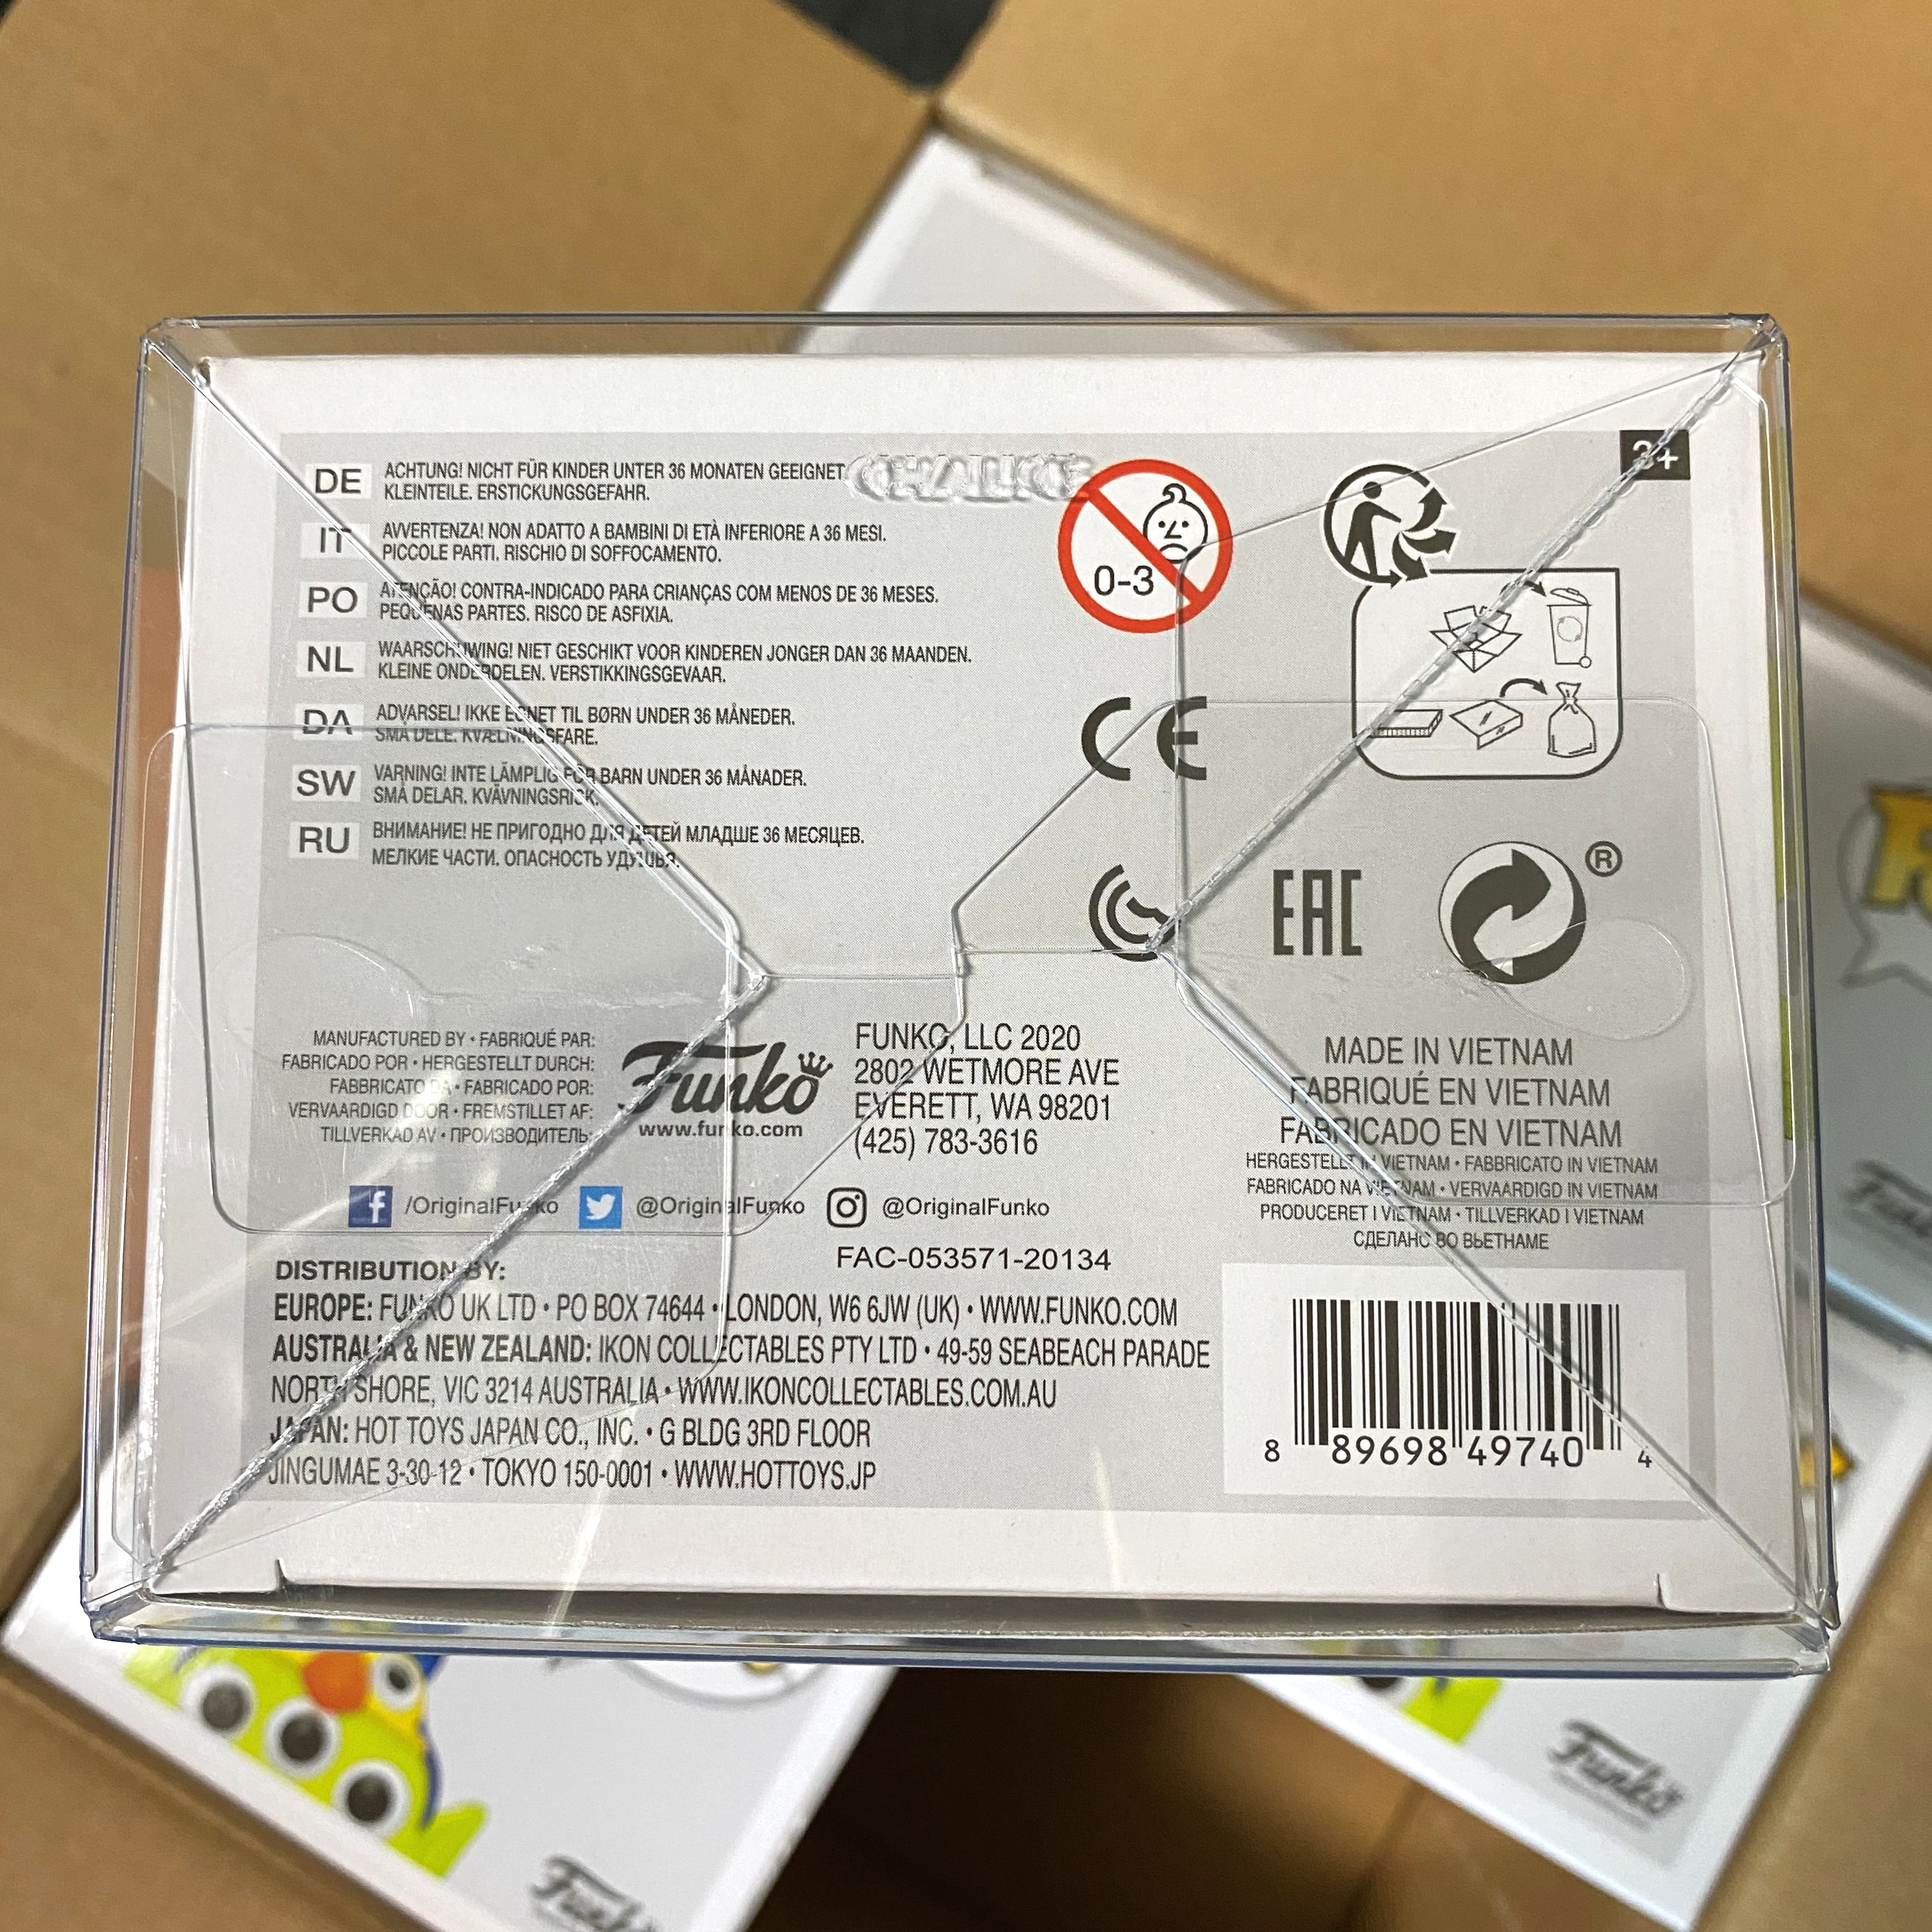 3+
DE
ACHTUNG! NICHT FÜR KINDER UNTER 36 MONATEN GEEIGNET.
KLEINTEILE. ERSTICKUNGSGEFAHR.
IT
AVVERTENZA! NON ADATTO A BAMBINI DI ETÀ INFERIORE A 36 MESI.
PICCOLE PARTI. RISCHIO DI SOFFOCAMENTO.
PO
ATENÇÃO! CONTRA-INDICADO PARA CRIANÇAS COM MENOS DE 36 MESES.
PEQUENAS PARTES. RISCO DE ASFIXIA.
NL
WAARSCHUWING! NIET GESCHIKT VOOR KINDEREN JONGER DAN 36 MAANDEN.
KLEINE ONDERDELEN. VERSTIKKINGSGEVAAR.
DA
ADVARSEL! IKKE EGNET TIL BØRN UNDER 36 MÅNEDER.
SMÅ DELE. KVÆLNINGSFARE.
SW
VARNING! INTE LÄMPLIG FÖR BARN UNDER 36 MÅNADER.
SMÅ DELAR. KVÄVNINGSRISK.
RU
ВНИМАНИЕ! НЕ ПРИГОДНО ДЛЯ ДЕТЕЙ МЛАДШЕ 36 МЕСЯЦЕВ.
МЕЛКИЕ ЧАСТИ. ОПАСНОСТЬ УДУШЬЯ.
0-3
CE
EAC
®
MANUFACTURED BY • FABRIQUÉ PAR:
FABRICADO POR • HERGESTELLT DURCH:
FABBRICATO DA • FABRICADO POR:
VERVAARDIGD DOOR • FREMSTILLET AF:
TILLVERKAD AV • ПРОИЗВОДИТЕЛЬ:
Funko
www.funko.com
FUNKO, LLC 2020
2802 WETMORE AVE
EVERETT, WA 98201
(425) 783-3616
MADE IN VIETNAM
FABRIQUÉ EN VIETNAM
FABRICADO EN VIETNAM
HERGESTELLT IN VIETNAM • FABBRICATO IN VIETNAM
FABRICADO NA VIETNAM • VERVAARDIGD IN VIETNAM
PRODUCERET I VIETNAM • TILLVERKAD I VIETNAM
СДЕЛАНО ВО ВЬЕТНАМЕ
/OriginalFunko @OriginalFunko @OriginalFunko
FAC-053571-20134
DISTRIBUTION BY:
EUROPE: FUNKO UK LTD • PO BOX 74644 • LONDON, W6 6JW (UK) • WWW.FUNKO.COM
AUSTRALIA & NEW ZEALAND: IKON COLLECTABLES PTY LTD • 49-59 SEABEACH PARADE
NORTH SHORE, VIC 3214 AUSTRALIA • WWW.IKONCOLLECTABLES.COM.AU
JAPAN: HOT TOYS JAPAN CO., INC. • G BLDG 3RD FLOOR
JINGUMAE 3-30-12 • TOKYO 150-0001 • WWW.HOTTOYS.JP
8 89698 49740 4
Funko
Funko